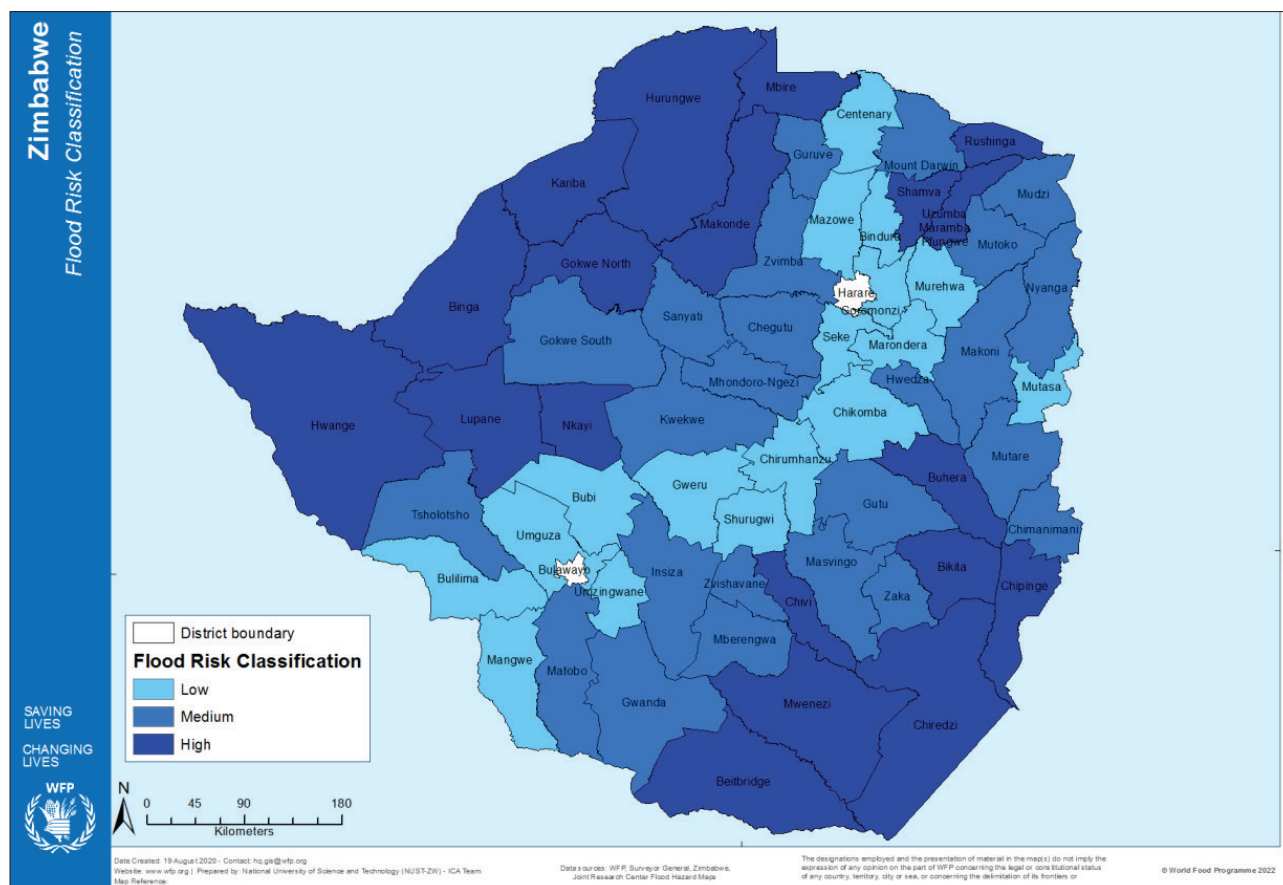 Zimbabwe
Flood Risk Classification
Hurungwe
Mbire
Centenary
Guruve
Mount Darwin
Rushinga
Kariba
Shamva
Mudzi
Makonde
Mazowe
Uzumba
Maramba
Pfungwe
Bindura
Mutoko
Gokwe North
Zvimba
Harare
Murehwa
Nyanga
Binga
Goromonzi
Sanyati
Chegutu
Gokwe South
Seke
Marondera
Makoni
Mhondoro-Ngezi
Hwedza
Mutasa
Chikomba
Hwange
Lupane
Nkayi
Kwekwe
Mutare
Chirumhanzu
Buhera
Bubi
Gweru
Tsholotsho
Shurugwi
Gutu
Chimanimani
Umguza
Bulilima
Bulawayo
Insiza
Masvingo
Bikita
Chipinge
Umzingwane
Zvishavane
Zaka
Chivi
Mberengwa
Mangwe
Matobo
Gwanda
Mwenezi
Chiredzi
Beitbridge
District boundary
Flood Risk Classification
Low
Medium
High
SAVING
LIVES
CHANGING
LIVES
WFP
N
0 45 90 180
Kilometers
Date Created: 19 August 2020 - Contact: hq.gis@wfp.org
Website: www.wfp.org | Prepared by: National University of Science and Technology (NUST-ZW) - ICA Team
Map Reference:
Data sources: WFP, Surveyor General, Zimbabwe,
Joint Research Center Flood Hazard Maps
The designations employed and the presentation of material in the map(s) do not imply the
expression of any opinion on the part of WFP concerning the legal or constitutional status
of any country, territory, city or sea, or concerning the delimitation of its frontiers or
© World Food Programme 2022